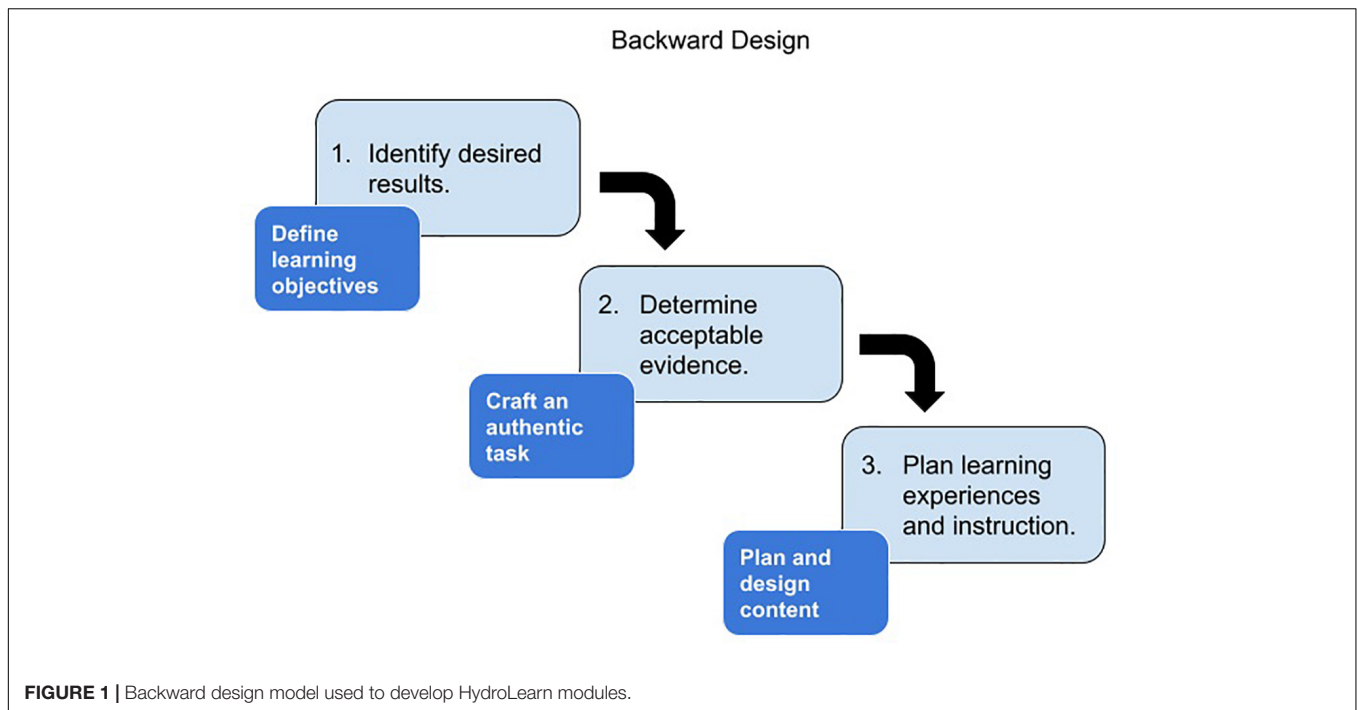 Backward Design
1. Identify desired
results.
Define
learning
objectives
2. Determine
acceptable
evidence.
Craft an
authentic
task
3. Plan learning
experiences
and instruction.
Plan and
design
content
FIGURE 1 | Backward design model used to develop HydroLearn modules.